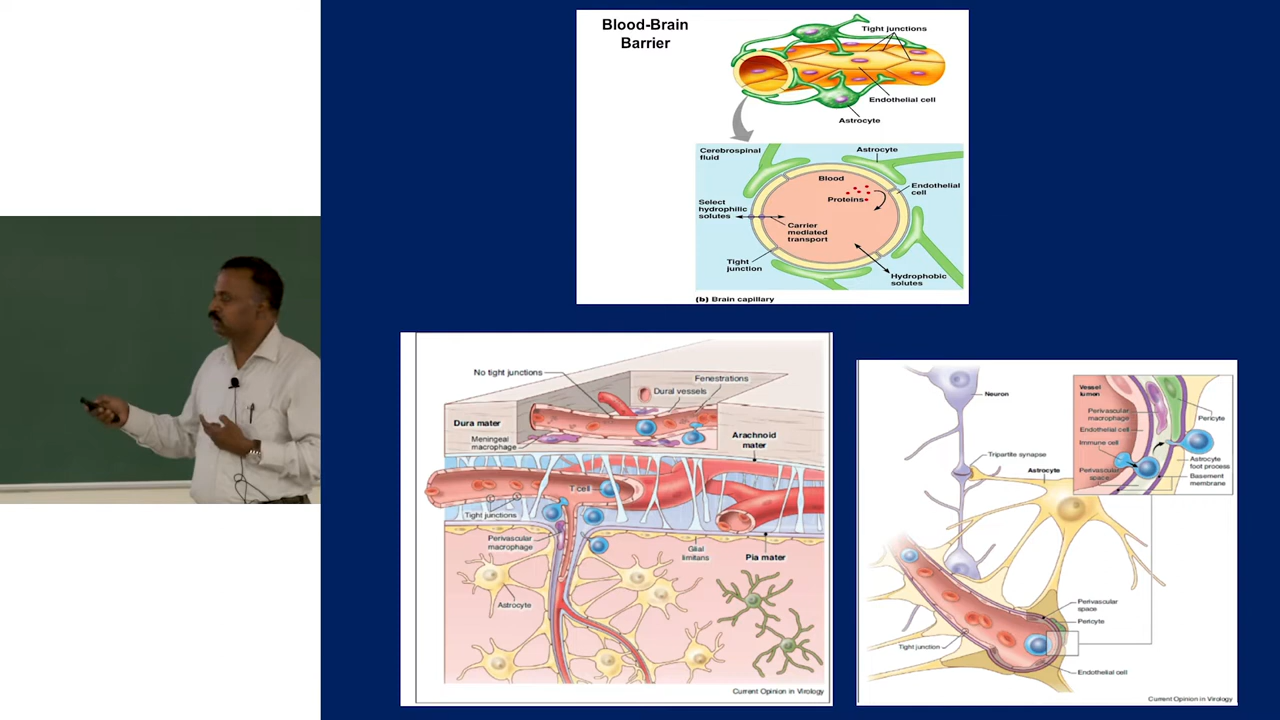 Blood-Brain
Barrier
Tight junctions
Endothelial cell
Astrocyte
Cerebrospinal
fluid
Astrocyte
Blood
Endothelial
cell
Proteins
Select
hydrophilic
solutes
Carrier
mediated
transport
Tight
junction
Hydrophobic
solutes
(b) Brain capillary
No tight junctions
Fenestrations
Dural vessels
Dura mater
Meningeal
macrophage
Arachnoid
mater
T cell
Tight junctions
Perivascular
macrophage
Glial
limitans
Pia mater
Astrocyte
Current Opinion in Virology
Neuron
Tripartite synapse
Astrocyte
Vessel
lumen
Perivascular
macrophage
Endothelial cell
Immune cell
Perivascular
space
Pericyte
Astrocyte
foot process
Basement
membrane
Perivascular
space
Pericyte
Tight junction
Endothelial cell
Current Opinion in Virology